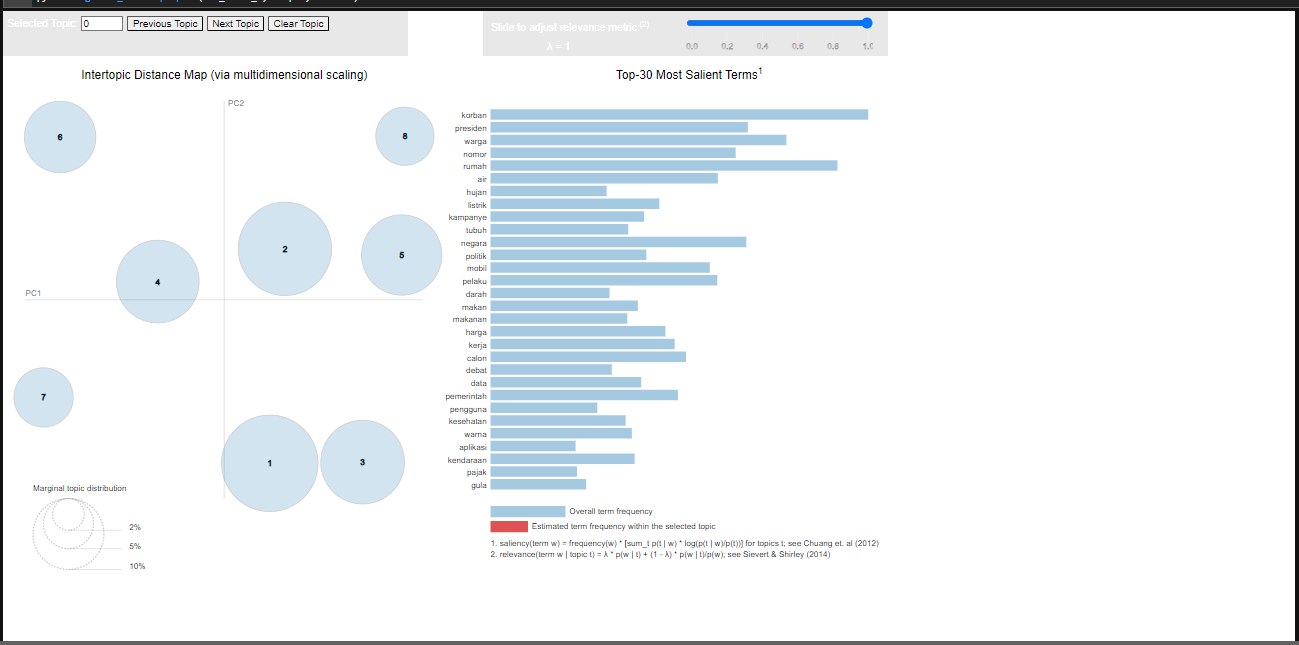 Selected Topic: 0 Previous Topic Next Topic Clear Topic
Slide to adjust relevance metric:(2)
λ = 1
0.0 0.2 0.4 0.6 0.8 1.0
Intertopic Distance Map (via multidimensional scaling)
PC2
PC1
6
8
2
5
4
7
1
3
Marginal topic distribution
2%
5%
10%
Top-30 Most Salient Terms1
korban
presiden
warga
nomor
rumah
air
hujan
listrik
kampanye
tubuh
negara
politik
mobil
pelaku
darah
makan
makanan
harga
kerja
calon
debat
data
pemerintah
pengguna
kesehatan
warna
aplikasi
kendaraan
pajak
gula
Overall term frequency
Estimated term frequency within the selected topic
1. saliency(term w) = frequency(w) * [sum_t p(t | w) * log(p(t | w)/p(t))] for topics t; see Chuang et. al (2012)
2. relevance(term w | topic t) = λ * p(w | t) + (1 - λ) * p(w | t)/p(w); see Sievert & Shirley (2014)